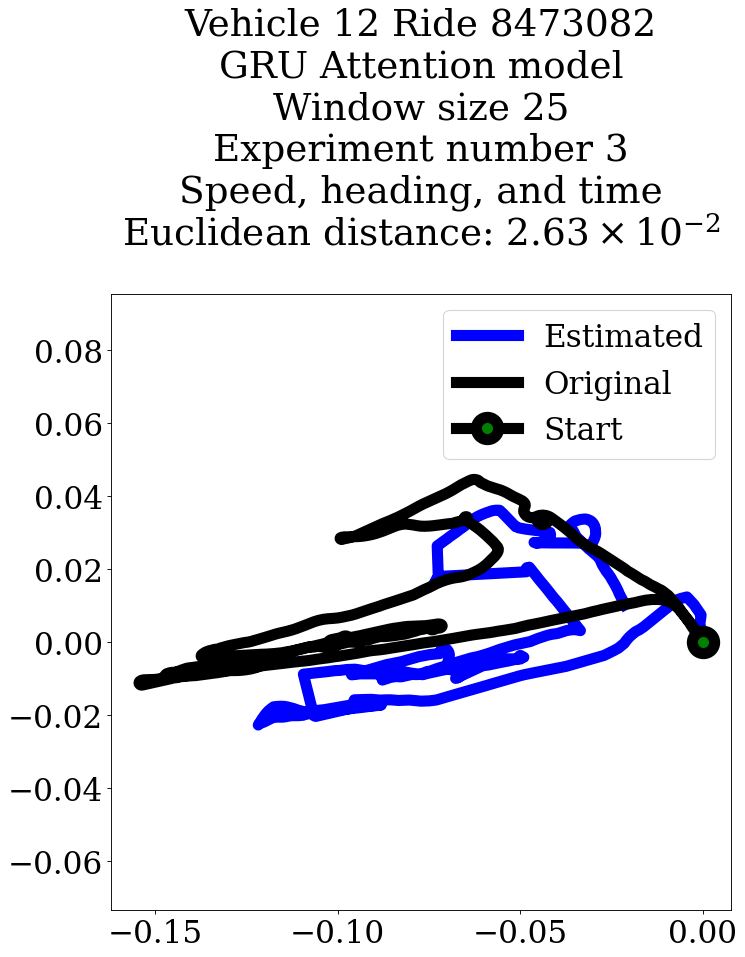 Vehicle 12 Ride 8473082
GRU Attention model
Window size 25
Experiment number 3
Speed, heading, and time
Euclidean distance: 2.63 × 10⁻²
Estimated
Original
Start
0.08
0.06
0.04
0.02
0.00
−0.02
−0.04
−0.06
−0.15 −0.10 −0.05 0.00